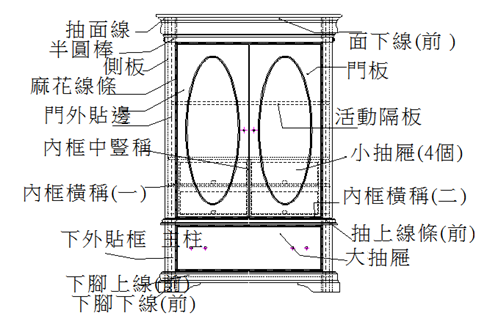 抽面線
半圓棒
側板
麻花線條
門外貼邊
內框中豎稱
內框橫稱(一)
下外貼框 主柱
下腳上線(前)
下腳下線(前)
面下線(前)
門板
活動隔板
小抽屜(4個)
內框橫稱(二)
抽上線條(前)
大抽屜